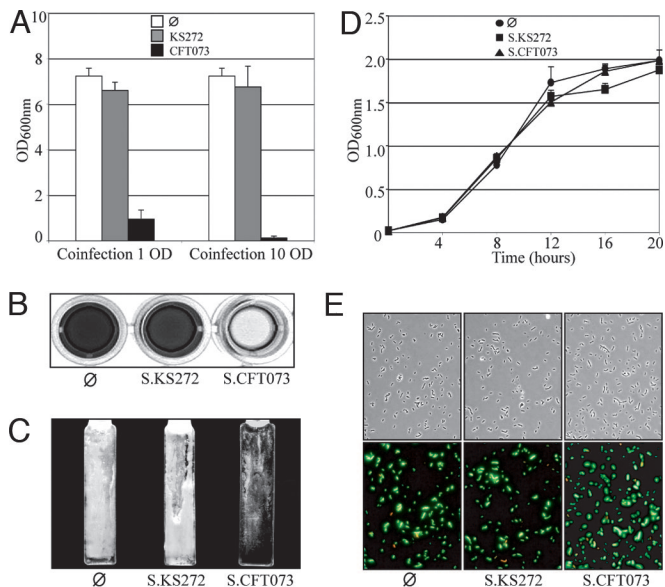 A
10
8
6
4
2
0
OD600nm
Ø
KS272
CFT073
Coinfection 1 OD
Coinfection 10 OD
B
Ø
S.KS272
S.CFT073
C
Ø
S.KS272
S.CFT073
D
2.5
2.0
1.5
1.0
0.5
0
OD600nm
Ø
S.KS272
S.CFT073
4
8
12
16
20
Time (hours)
E
Ø
S.KS272
S.CFT073